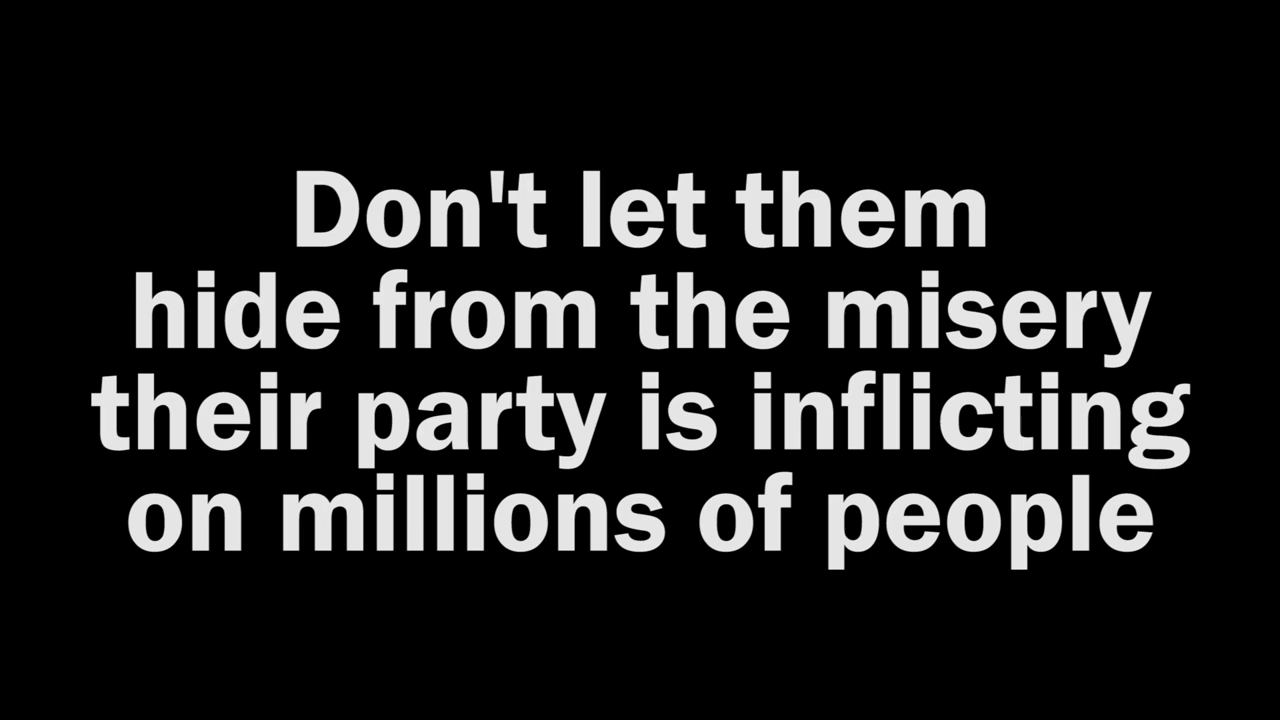 Don't let them
hide from the misery
their party is inflicting
on millions of people